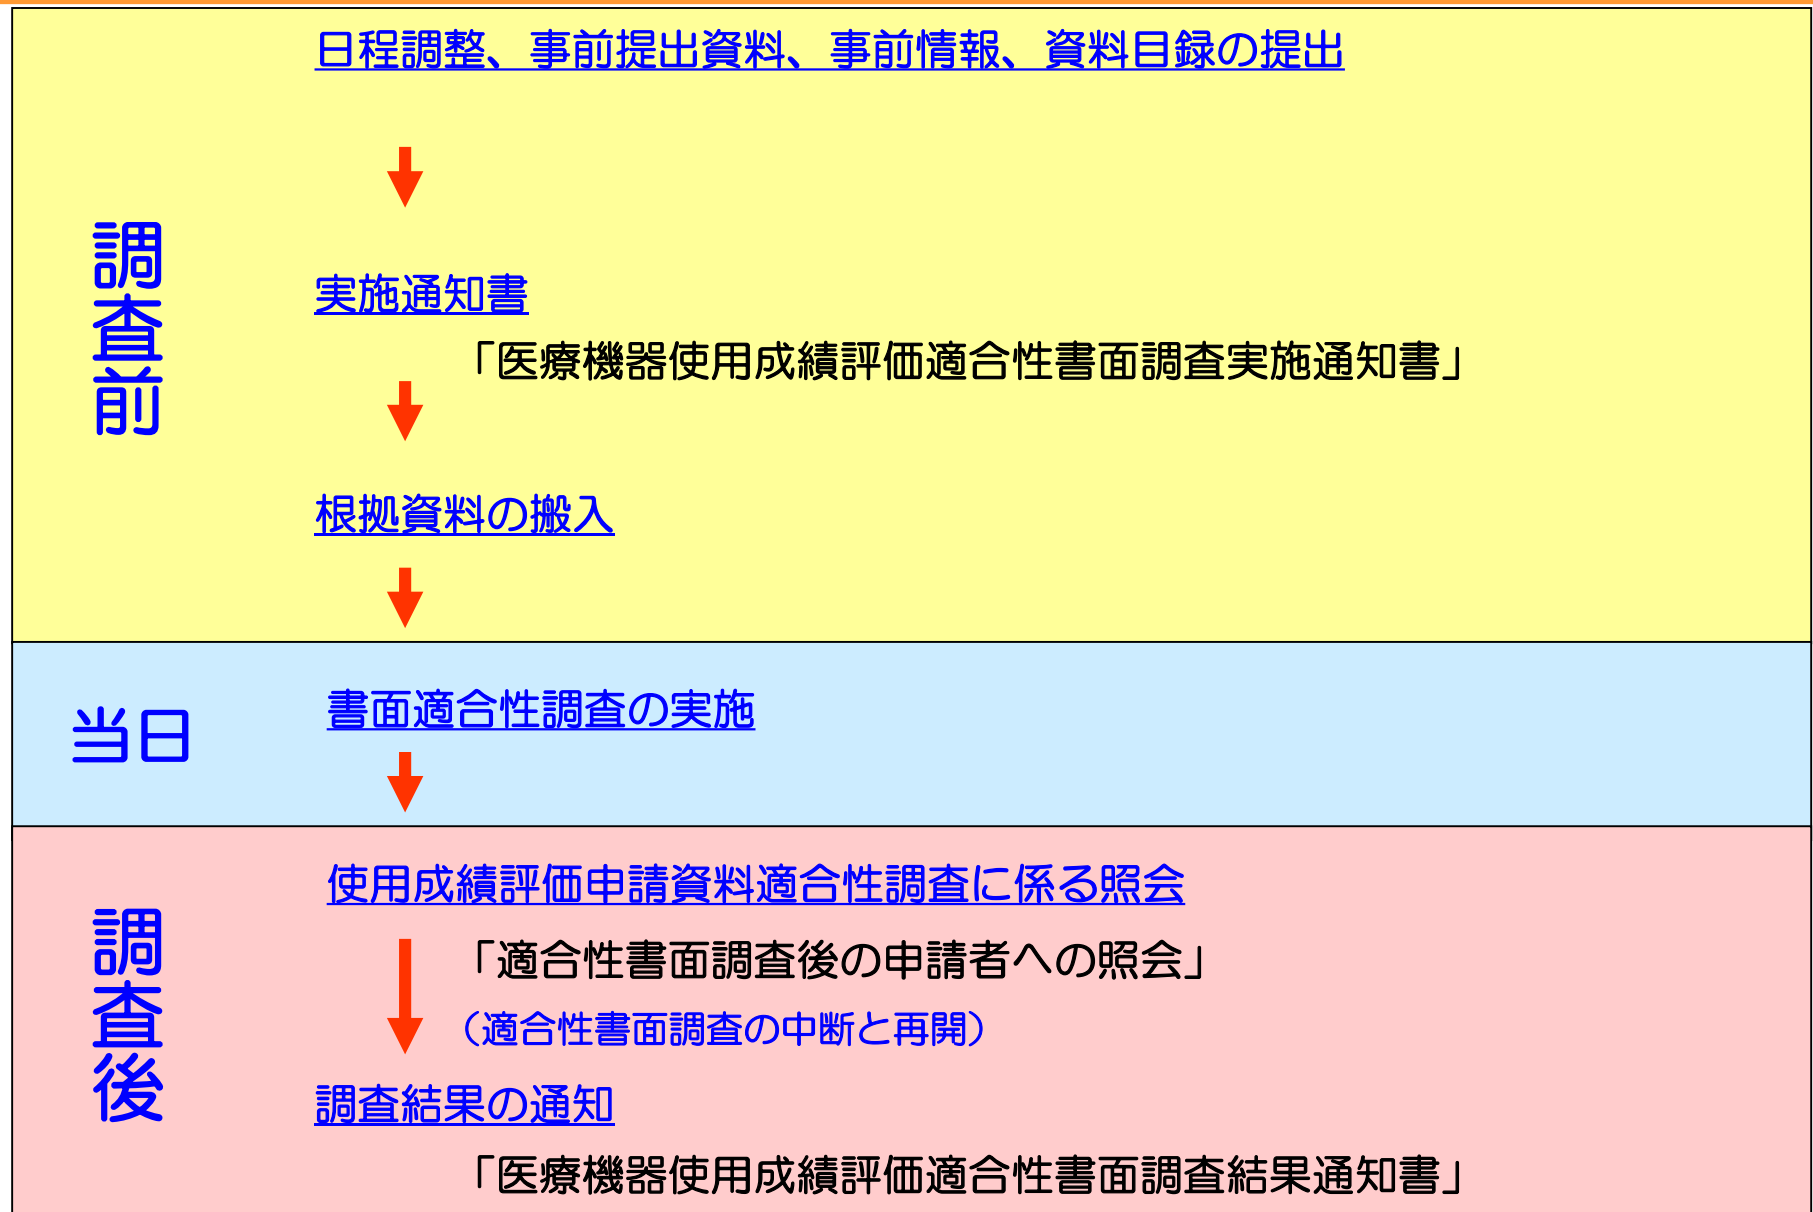 日程調整、事前提出資料、事前情報、資料目録の提出
調査前
実施通知書
「医療機器使用成績評価適合性書面調査実施通知書」
根拠資料の搬入
当日
書面適合性調査の実施
調査後
使用成績評価申請資料適合性調査に係る照会
「適合性書面調査後の申請者への照会」
（適合性書面調査の中断と再開）
調査結果の通知
「医療機器使用成績評価適合性書面調査結果通知書」